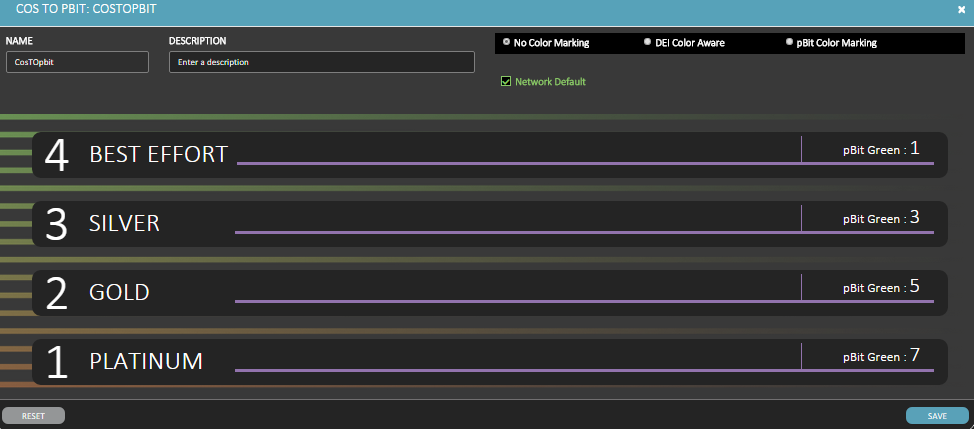 COS TO PBIT: COSTOPBIT
NAME
DESCRIPTION
CosTOpbit
Enter a description
No Color Marking
DEI Color Aware
pBit Color Marking
Network Default
4 BEST EFFORT pBit Green : 1
3 SILVER pBit Green : 3
2 GOLD pBit Green : 5
1 PLATINUM pBit Green : 7
RESET
SAVE